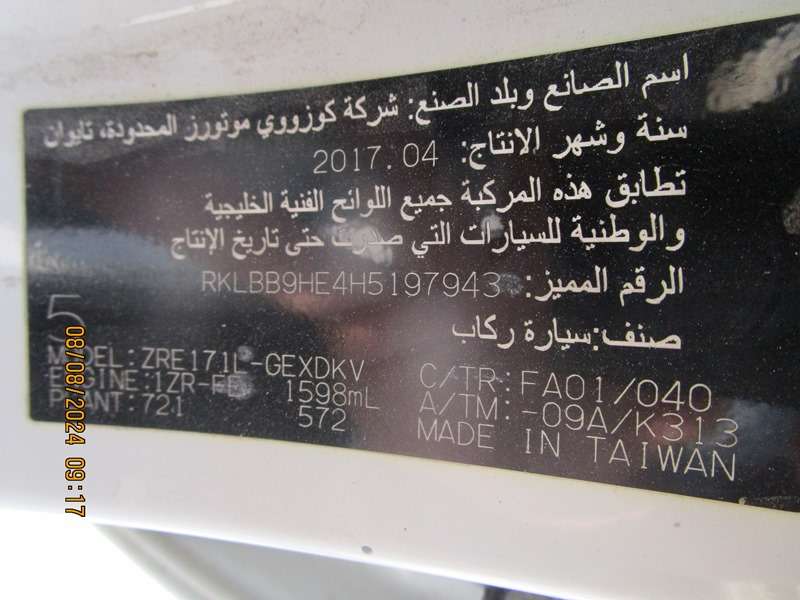 اسم الصانع وبلد الصنع: شركة كوزووي موتورز المحدودة، تايوان
سنة وشهر الانتاج: 2017.04
تطابق هذه المركبة جميع اللوائح الفنية الخليجية
والوطنية للسيارات التي صدرت حتى تاريخ الإنتاج
الرقم المميز: RKLBB9HE4H5197943
صنف:سيارة ركاب
5
MODEL:ZRE171L-GEXDKV
ENGINE:1ZR-FE 1598mL
PLANT:721 572
C/TR:FA01/040
A/TM:-09A/K313
MADE IN TAIWAN
08/08/2024 09:17